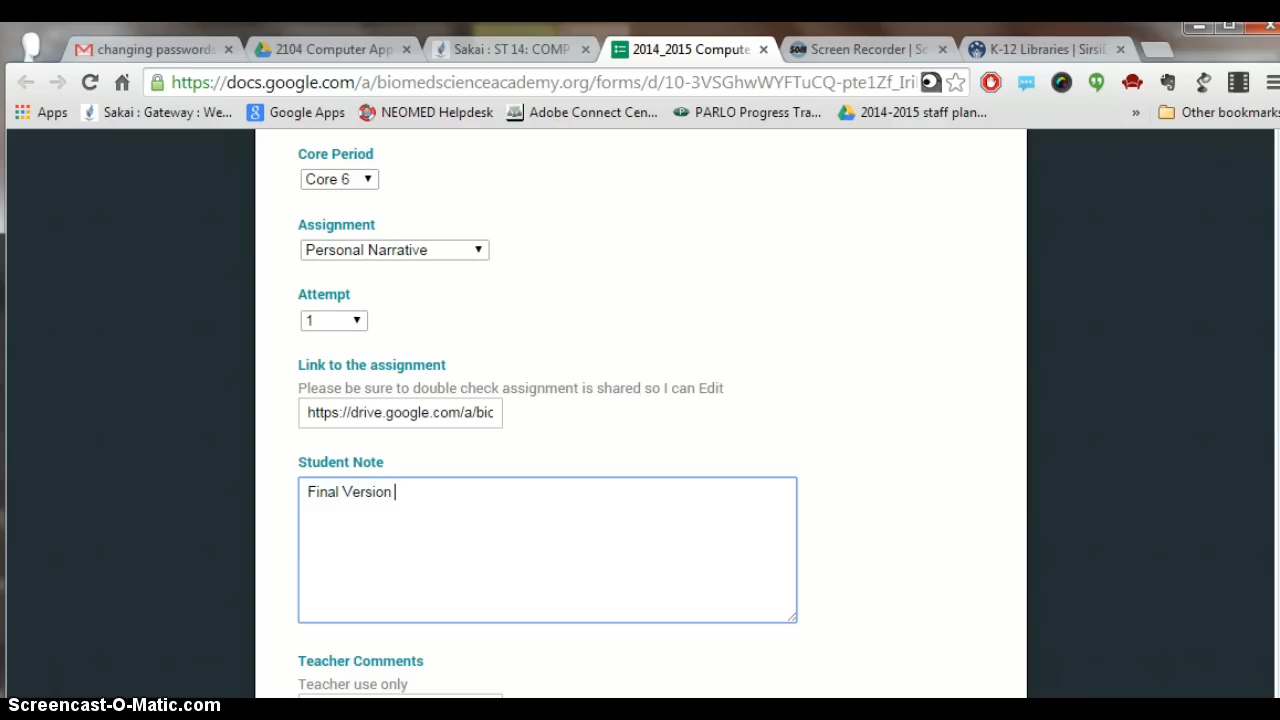 changing passwords
2104 Computer App
Sakai : ST 14: COMP
2014_2015 Compute
Screen Recorder | Sc
K-12 Libraries | Sirsi
https://docs.google.com/a/biomedscienceacademy.org/forms/d/10-3VSGhwWYFTuCQ-pte1Zf_Iri
Apps
Sakai : Gateway : We...
Google Apps
NEOMED Helpdesk
Adobe Connect Cen...
PARLO Progress Tra...
2014-2015 staff plan...
»
Other bookmarks
Core Period
Core 6
Assignment
Personal Narrative
Attempt
1
Link to the assignment
Please be sure to double check assignment is shared so I can Edit
https://drive.google.com/a/bio
Student Note
Final Version
Teacher Comments
Teacher use only
Screencast-O-Matic.com